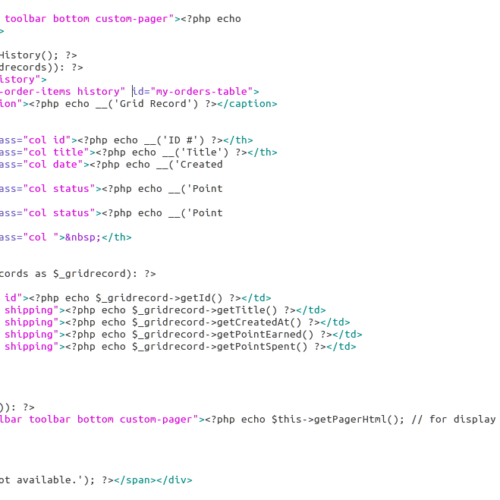 toolbar bottom custom-pager"><?php echo
>
History(); ?>
drecords)): ?>
istory">
-order-items history" id="my-orders-table">
ion"><?php echo __('Grid Record') ?></caption>
ass="col id"><?php echo __('ID #') ?></th>
ass="col title"><?php echo __('Title') ?></th>
ass="col date"><?php echo __('Created
ass="col status"><?php echo __('Point
ass="col status"><?php echo __('Point
ass="col ">&nbsp;</th>
cords as $_gridrecord): ?>
id"><?php echo $_gridrecord->getId() ?></td>
shipping"><?php echo $_gridrecord->getTitle() ?></td>
shipping"><?php echo $_gridrecord->getCreatedAt() ?></td>
shipping"><?php echo $_gridrecord->getPointEarned() ?></td>
shipping"><?php echo $_gridrecord->getPointSpent() ?></td>
)): ?>
lbar toolbar bottom custom-pager"><?php echo $this->getPagerHtml(); // for display
ot available.'); ?></span></div>